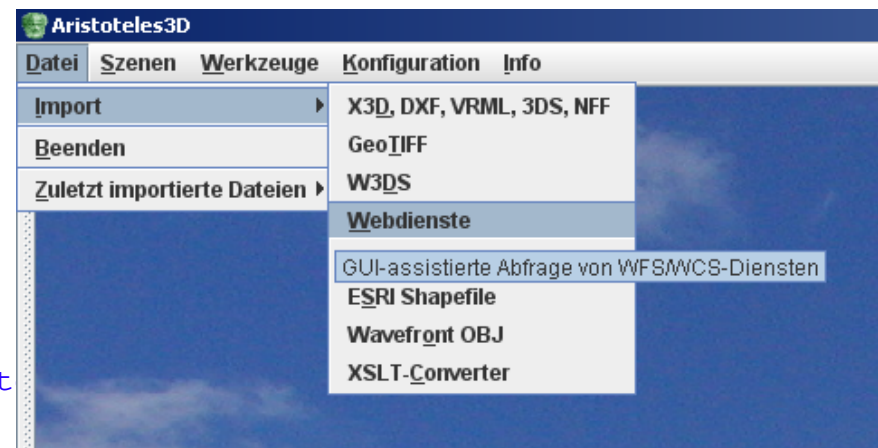 Aristoteles3D
Datei Szenen Werkzeuge Konfiguration Info
Import
Beenden
Zuletzt importierte Dateien
X3D, DXF, VRML, 3DS, NFF
GeoTIFF
W3DS
Webdienste
GUI-assistierte Abfrage von WFS/WCS-Diensten
ESRI Shapefile
Wavefront OBJ
XSLT-Converter
t